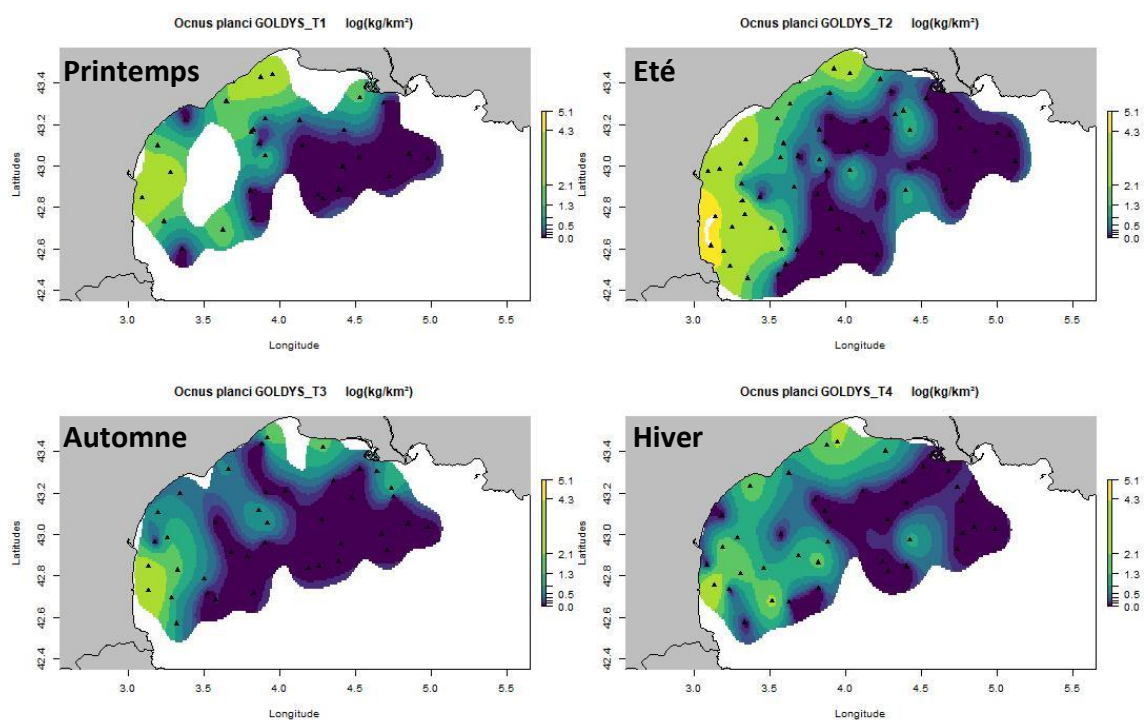 Ocnus planci GOLDYS_T1 log(kg/km²)
Printemps
Latitudes
43.4
43.2
43.0
42.8
42.6
42.4
5.1
4.3
2.1
1.3
0.5
0.0
3.0 3.5 4.0 4.5 5.0 5.5
Longitude
Ocnus planci GOLDYS_T2 log(kg/km²)
Eté
Latitudes
43.4
43.2
43.0
42.8
42.6
42.4
5.1
4.3
2.1
1.3
0.5
0.0
3.0 3.5 4.0 4.5 5.0 5.5
Longitude
Ocnus planci GOLDYS_T3 log(kg/km²)
Automne
Latitudes
43.4
43.2
43.0
42.8
42.6
42.4
5.1
4.3
2.1
1.3
0.5
0.0
3.0 3.5 4.0 4.5 5.0 5.5
Longitude
Ocnus planci GOLDYS_T4 log(kg/km²)
Hiver
Latitudes
43.4
43.2
43.0
42.8
42.6
42.4
5.1
4.3
2.1
1.3
0.5
0.0
3.0 3.5 4.0 4.5 5.0 5.5
Longitude